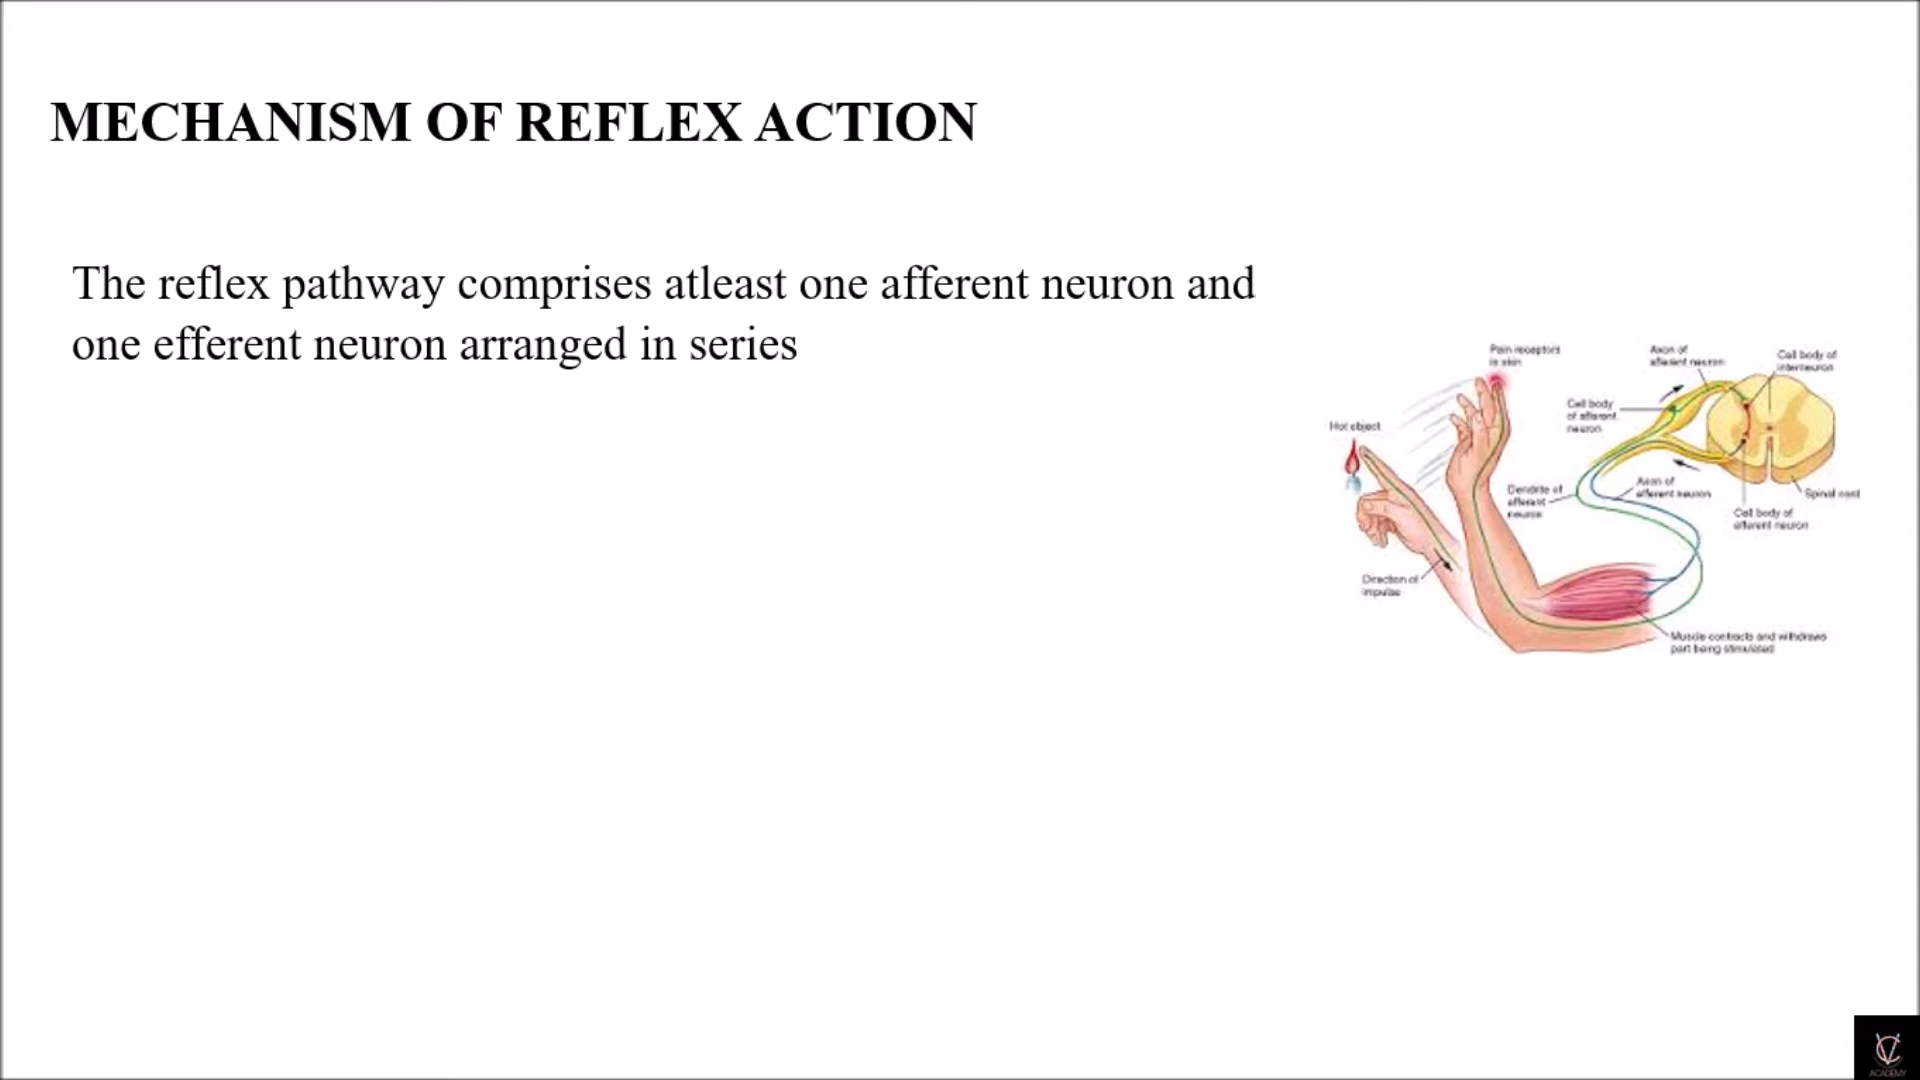 MECHANISM OF REFLEX ACTION
The reflex pathway comprises atleast one afferent neuron and
one efferent neuron arranged in series
Pain receptors
in skin
Axon of
afferent neuron
Cell body of
interneuron
Cell body
of afferent
neuron
Hot object
Dendrite of
afferent
neuron
Axon of
efferent neuron
Spinal cord
Cell body of
efferent neuron
Direction of
impulse
Muscle contracts and withdraws
part being stimulated
VC
ACADEMY